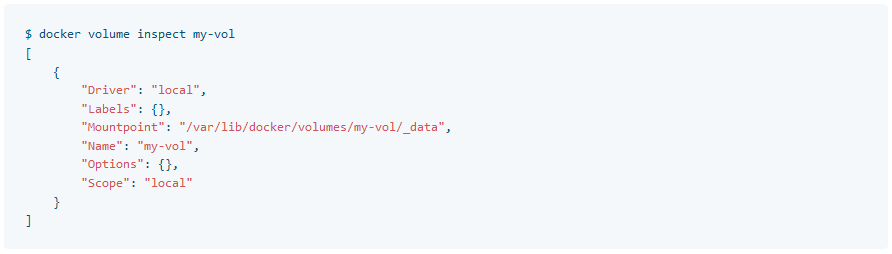 $ docker volume inspect my-vol
[
    {
        "Driver": "local",
        "Labels": {},
        "Mountpoint": "/var/lib/docker/volumes/my-vol/_data",
        "Name": "my-vol",
        "Options": {},
        "Scope": "local"
    }
]